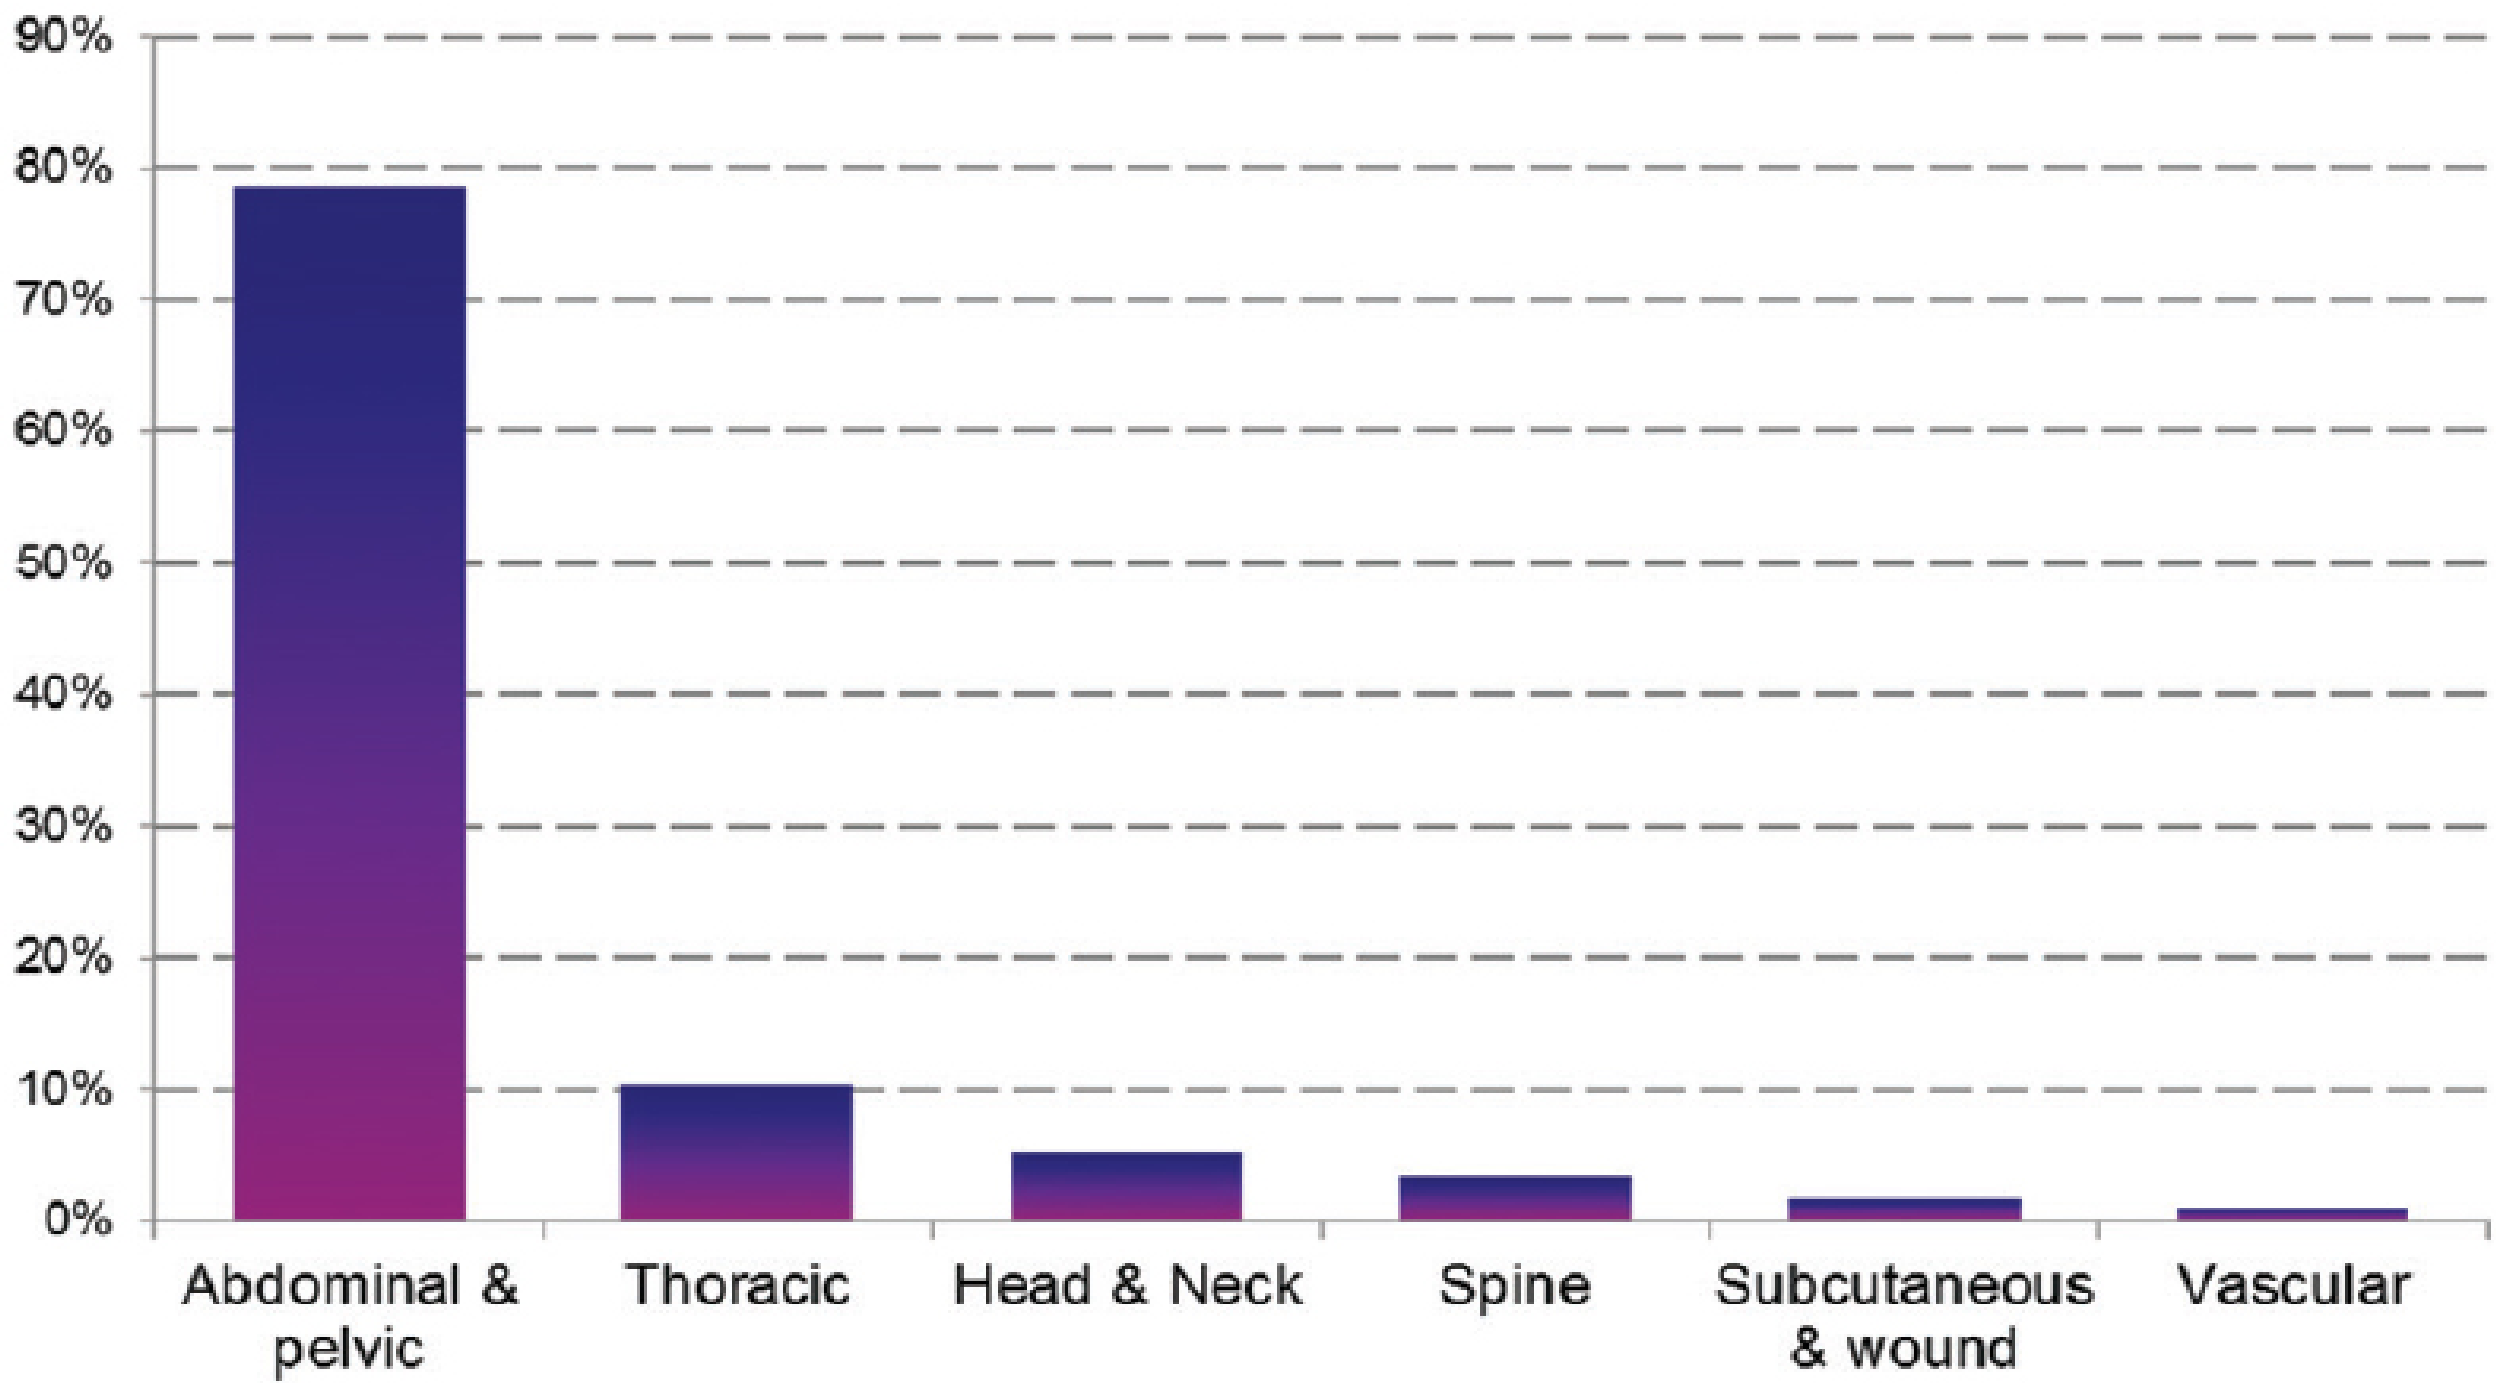 90%
80%
70%
60%
50%
40%
30%
20%
10%
0%
Abdominal &
pelvic
Thoracic
Head & Neck
Spine
Subcutaneous
& wound
Vascular